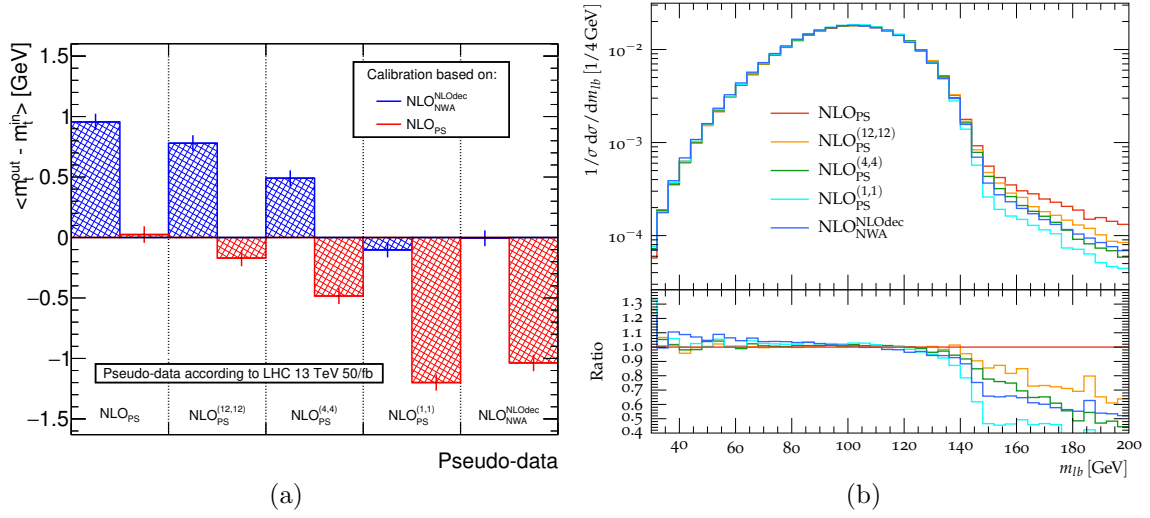 <m_t^out - m_t^in> [GeV]
1.5
1
0.5
0
−0.5
−1
−1.5
Calibration based on:
NLO_NWA^NLOdec
NLO_PS
Pseudo-data according to LHC 13 TeV 50/fb
NLO_PS NLO_PS^(12,12) NLO_PS^(4,4) NLO_PS^(1,1) NLO_NWA^NLOdec
Pseudo-data
(a)
1/σ dσ/dm_lb [1/4 GeV]
10^−2
10^−3
10^−4
NLO_PS
NLO_PS^(12,12)
NLO_PS^(4,4)
NLO_PS^(1,1)
NLO_NWA^NLOdec
Ratio
1.3
1.2
1.1
1.0
0.9
0.8
0.7
0.6
0.5
0.4
40 60 80 100 120 140 160 180 200
m_lb [GeV]
(b)